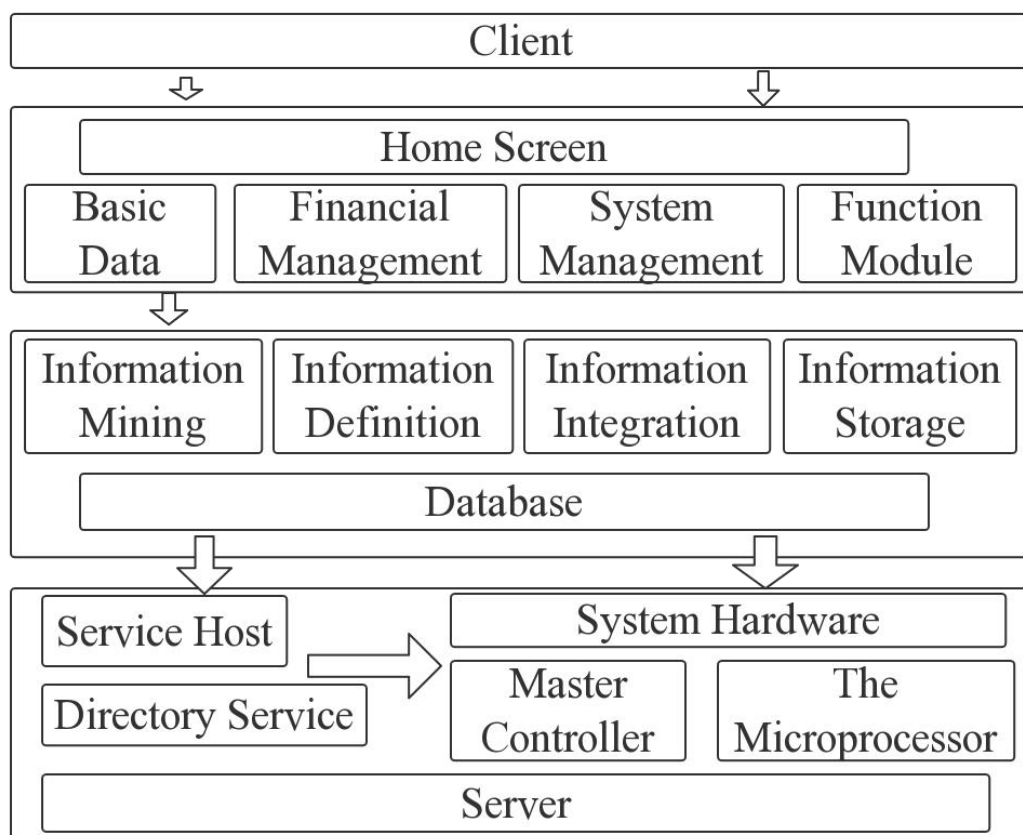 Client
Home Screen
Basic
Data
Financial
Management
System
Management
Function
Module
Information
Mining
Information
Definition
Information
Integration
Information
Storage
Database
Service Host
Directory Service
System Hardware
Master
Controller
The
Microprocessor
Server